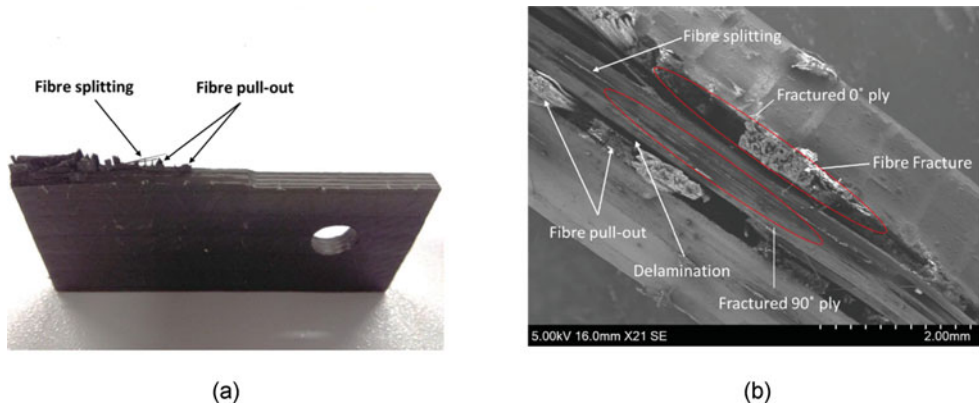 Fibre splitting
Fibre pull-out
Fibre splitting
Fractured 0˚ ply
Fibre Fracture
Fibre pull-out
Delamination
Fractured 90˚ ply
5.00kV 16.0mm X21 SE
2.00mm
(a)
(b)